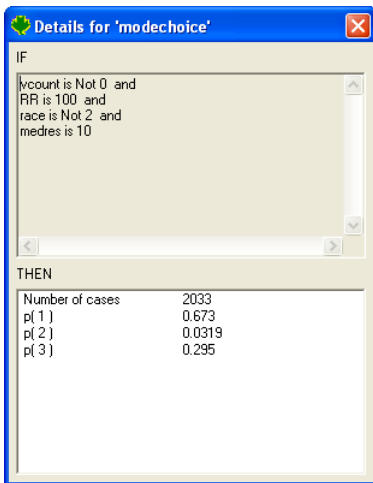 Details for 'modechoice'
IF
vcount is Not 0 and
RR is 100 and
race is Not 2 and
medres is 10
THEN
Number of cases 2033
p( 1 ) 0.673
p( 2 ) 0.0319
p( 3 ) 0.295